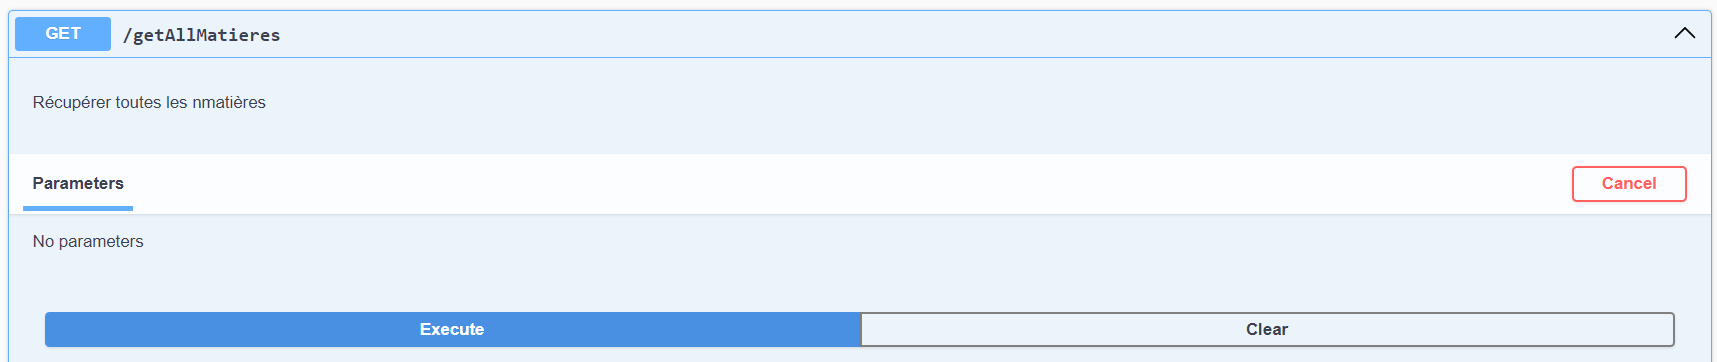 GET /getAllMatieres
Récupérer toutes les nmatières
Parameters Cancel
No parameters
Execute Clear